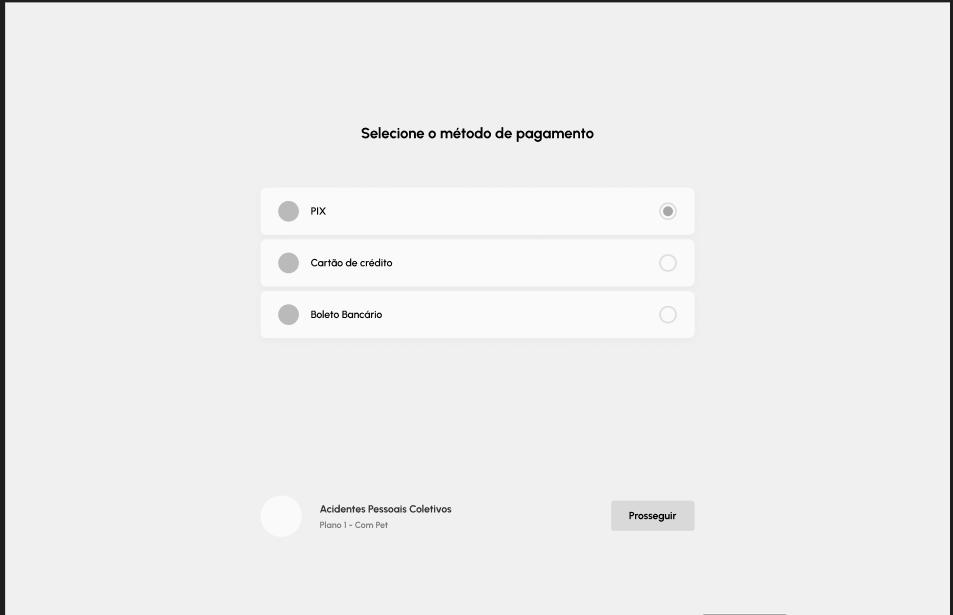 Selecione o método de pagamento
PIX
Cartão de crédito
Boleto Bancário
Acidentes Pessoais Coletivos
Plano 1 - Com Pet
Prosseguir